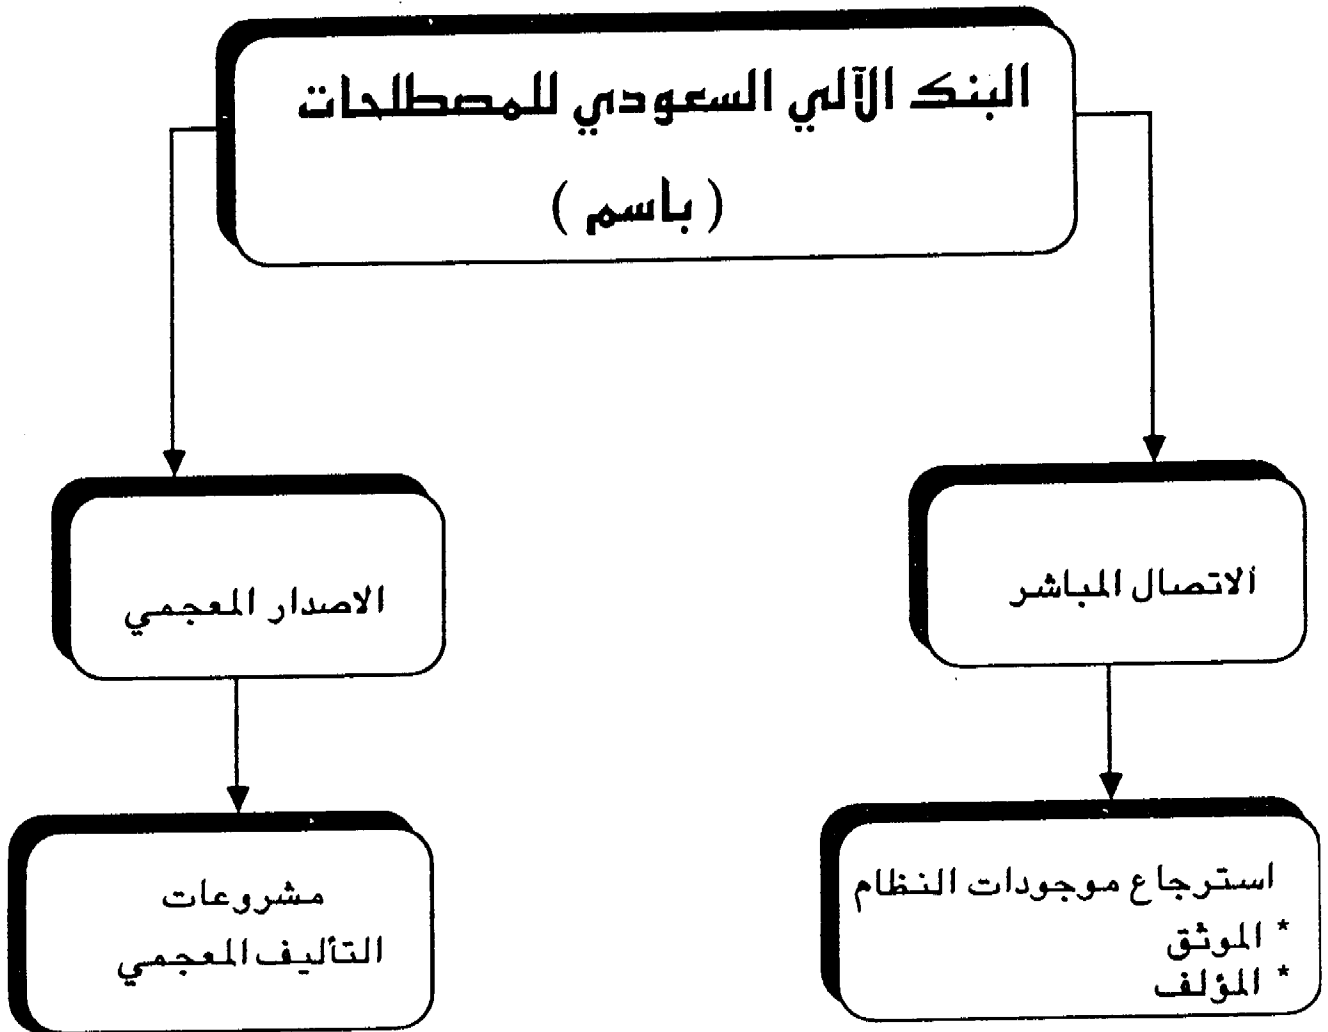 البنك الآلي السعودي للمصطلحات
( باسم )
الاتصال المباشر
الاصدار المعجمي
استرجاع موجودات النظام
* الموثق
* المؤلف
مشروعات
التأليف المعجمي